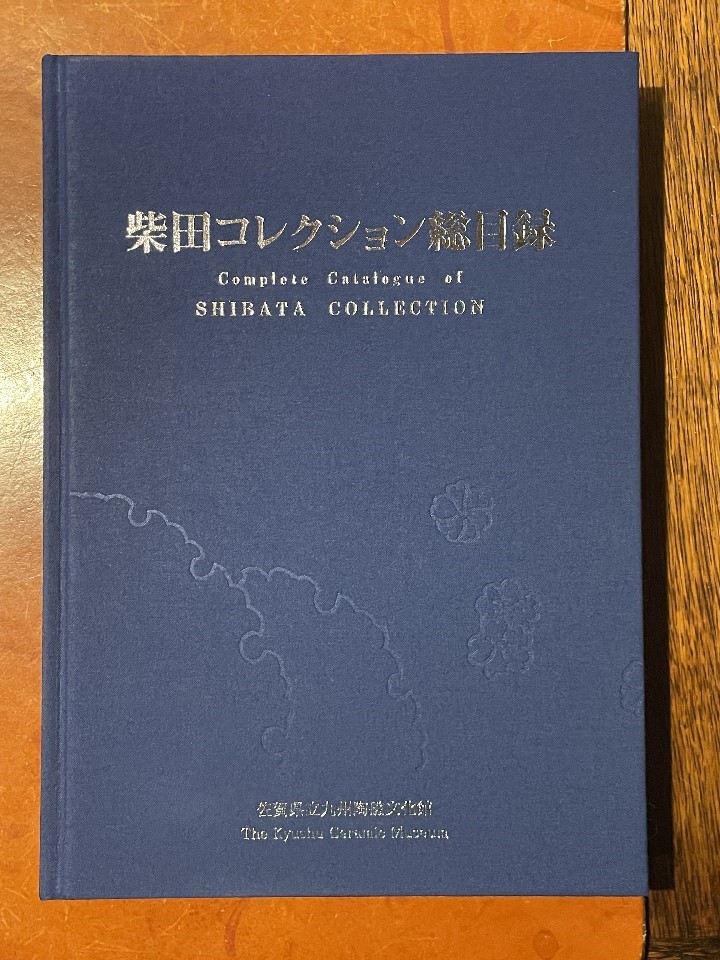 柴田コレクション総目録
Complete Catalogue of
SHIBATA COLLECTION
佐賀県立九州陶磁文化館
The Kyushu Ceramic Museum